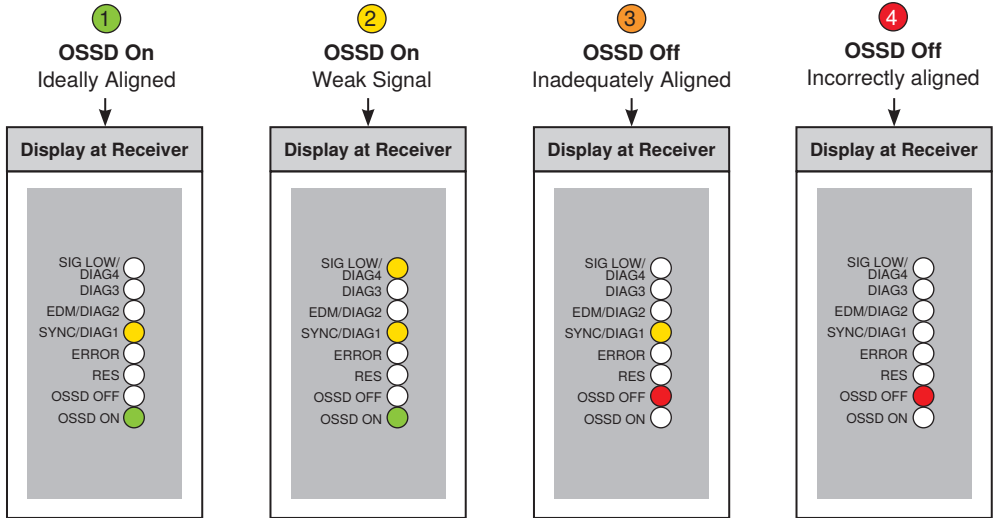 1
OSSD On
Ideally Aligned
Display at Receiver
SIG LOW/
DIAG4
DIAG3
EDM/DIAG2
SYNC/DIAG1
ERROR
RES
OSSD OFF
OSSD ON
2
OSSD On
Weak Signal
Display at Receiver
SIG LOW/
DIAG4
DIAG3
EDM/DIAG2
SYNC/DIAG1
ERROR
RES
OSSD OFF
OSSD ON
3
OSSD Off
Inadequately Aligned
Display at Receiver
SIG LOW/
DIAG4
DIAG3
EDM/DIAG2
SYNC/DIAG1
ERROR
RES
OSSD OFF
OSSD ON
4
OSSD Off
Incorrectly aligned
Display at Receiver
SIG LOW/
DIAG4
DIAG3
EDM/DIAG2
SYNC/DIAG1
ERROR
RES
OSSD OFF
OSSD ON